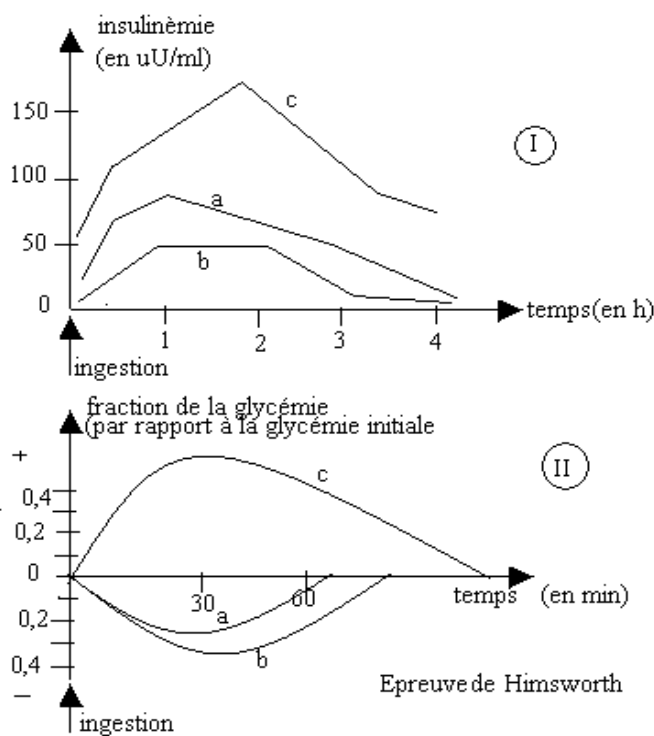 insulinèmie
(en uU/ml)
150
c
I
100
a
50
b
0
temps(en h)
1
2
3
4
ingestion
fraction de la glycémie
(par rapport à la glycémie initiale
+
c
II
0,4
0,2
0
30
60
temps (en min)
a
0,2
b
0,4
−
Epreuve de Himsworth
ingestion